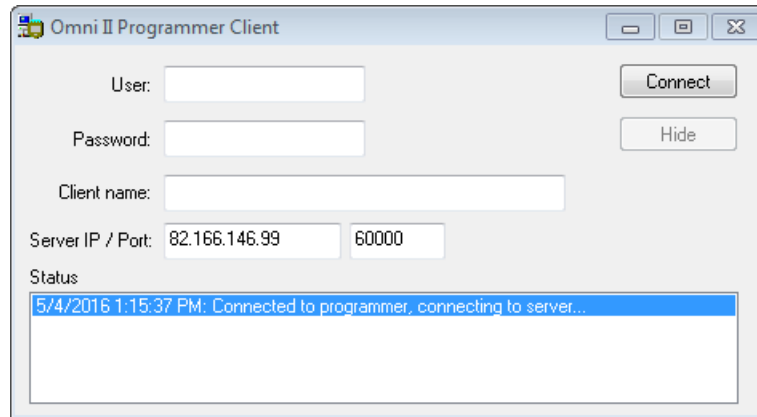 Omni II Programmer Client
User:
Connect
Password:
Hide
Client name:
Server IP / Port: 82.166.146.99 60000
Status
5/4/2016 1:15:37 PM: Connected to programmer, connecting to server...